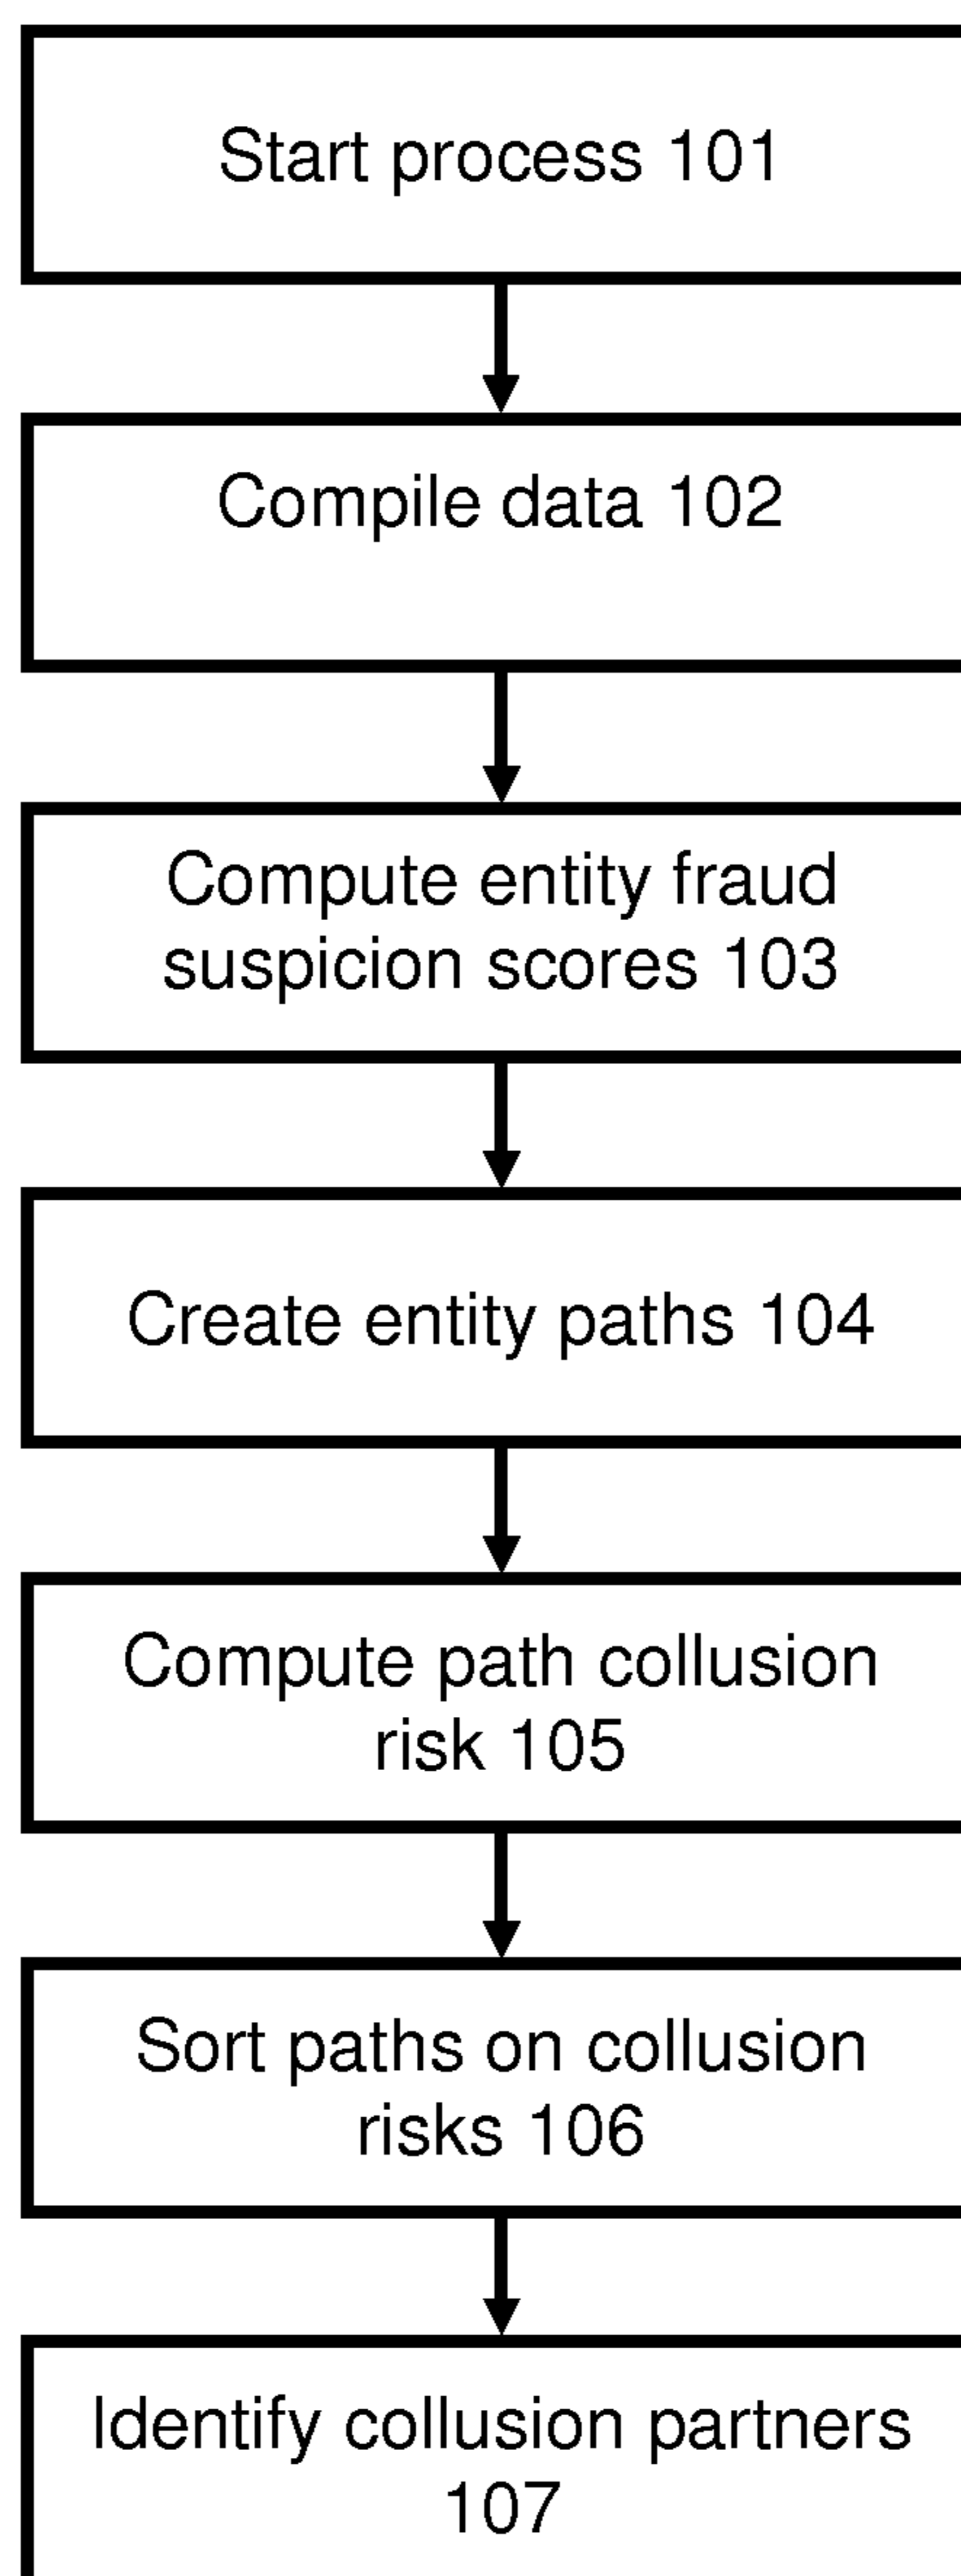 Start process 101
Compile data 102
Compute entity fraud
suspicion scores 103
Create entity paths 104
Compute path collusion
risk 105
Sort paths on collusion
risks 106
Identify collusion partners
107